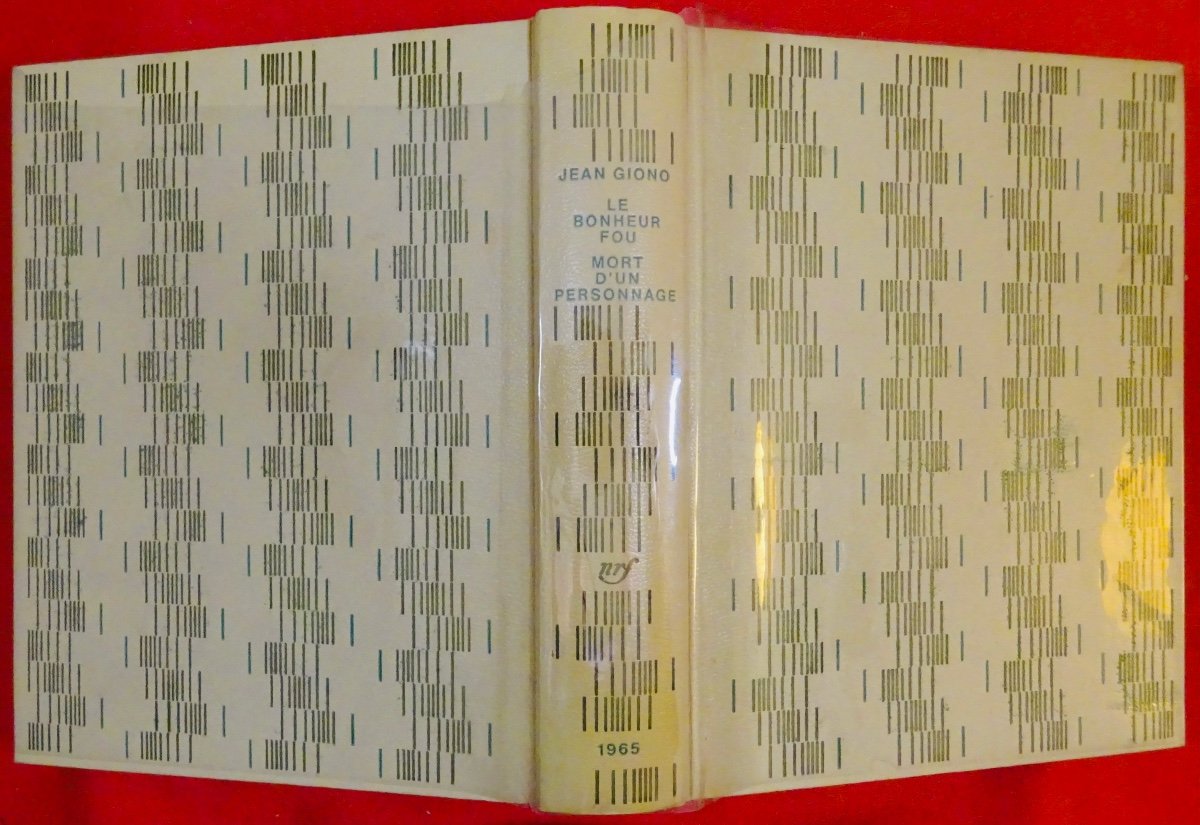 JEAN GIONO
LE
BONHEUR
FOU
MORT
D'UN
PERSONNAGE
nrf
1965